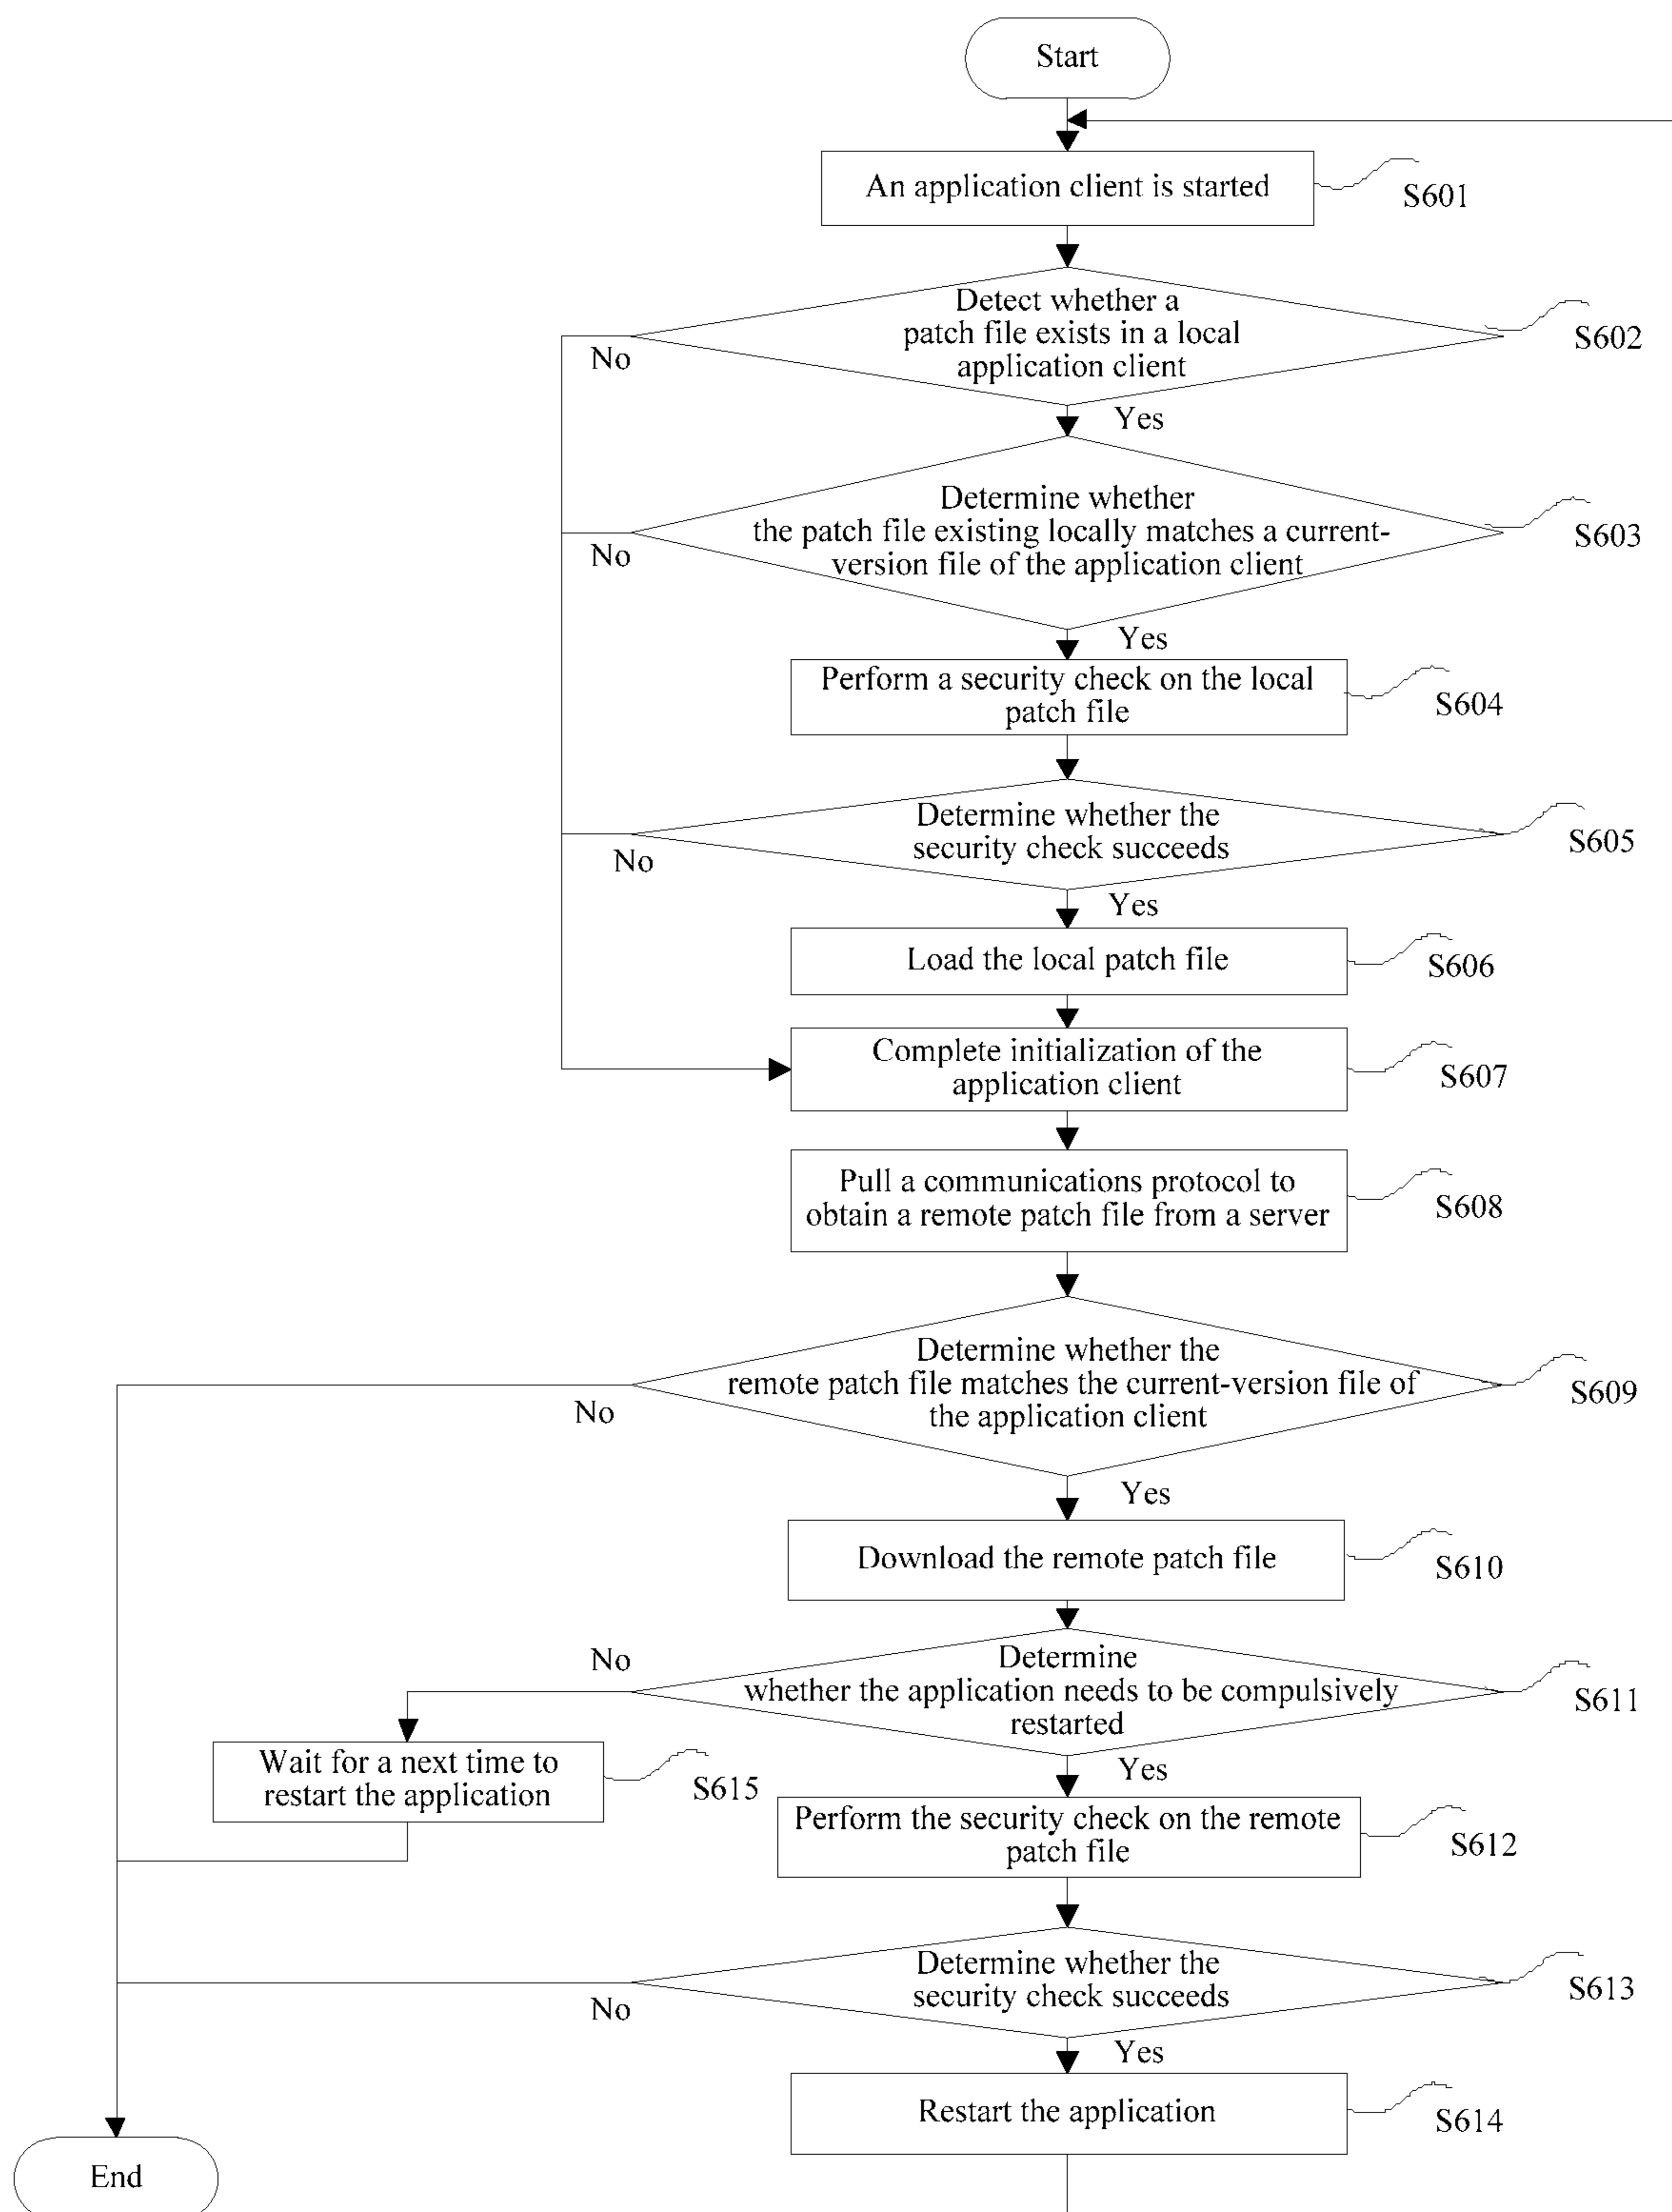 Start
An application client is started
S601
Detect whether a
patch file exists in a local
application client
S602
No
Yes
Determine whether
the patch file existing locally matches a current-
version file of the application client
S603
No
Yes
Perform a security check on the local
patch file
S604
Determine whether the
security check succeeds
S605
No
Yes
Load the local patch file
S606
Complete initialization of the
application client
S607
Pull a communications protocol to
obtain a remote patch file from a server
S608
Determine whether the
remote patch file matches the current-version file of
the application client
S609
No
Yes
Download the remote patch file
S610
No
Determine
whether the application needs to be compulsively
restarted
S611
Yes
Wait for a next time to
restart the application
S615
Perform the security check on the remote
patch file
S612
Determine whether the
security check succeeds
S613
No
Yes
Restart the application
S614
End